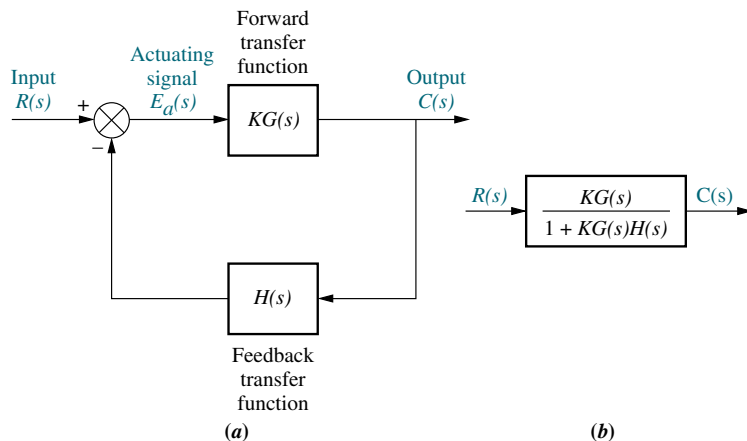 Forward
transfer
function
Actuating
signal
E_a(s)
Input
R(s)
Output
C(s)
+
−
KG(s)
H(s)
Feedback
transfer
function
(a)
R(s)
KG(s)
1 + KG(s)H(s)
C(s)
(b)